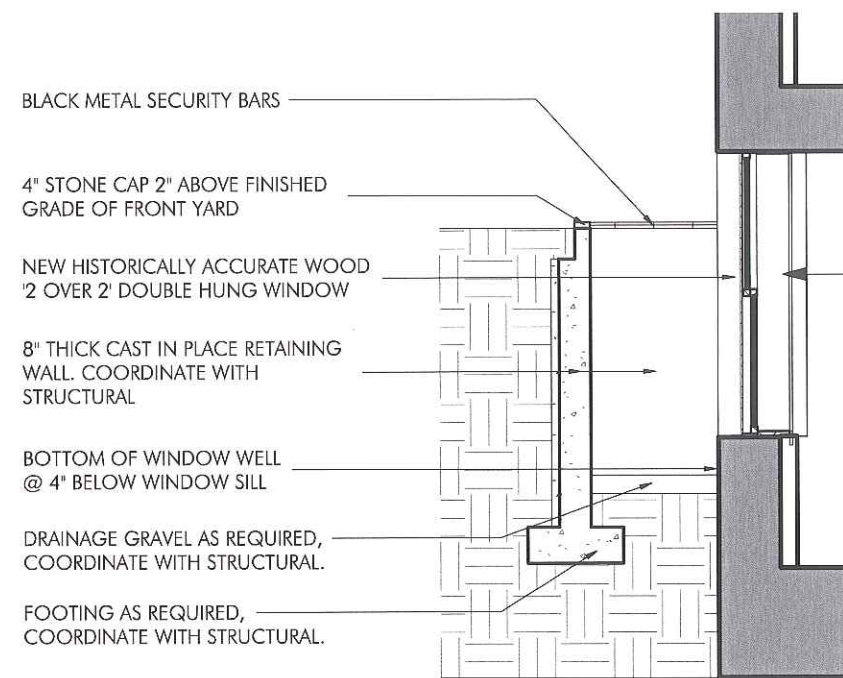 BLACK METAL SECURITY BARS
4" STONE CAP 2" ABOVE FINISHED
GRADE OF FRONT YARD
NEW HISTORICALLY ACCURATE WOOD
'2 OVER 2' DOUBLE HUNG WINDOW
8" THICK CAST IN PLACE RETAINING
WALL. COORDINATE WITH
STRUCTURAL
BOTTOM OF WINDOW WELL
@ 4" BELOW WINDOW SILL
DRAINAGE GRAVEL AS REQUIRED,
COORDINATE WITH STRUCTURAL.
FOOTING AS REQUIRED,
COORDINATE WITH STRUCTURAL.